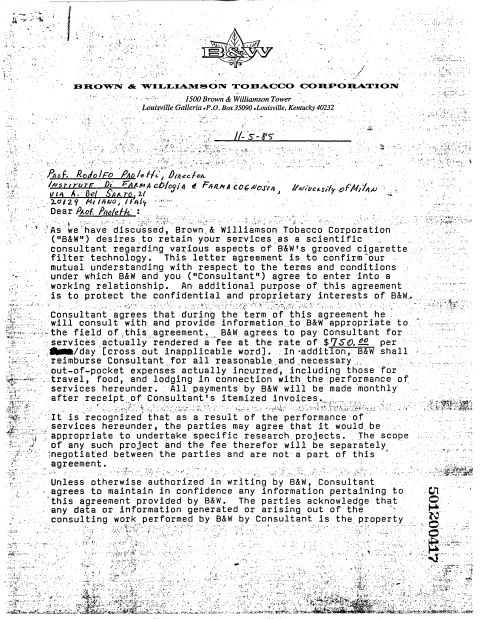 B&W
BROWN & WILLIAMSON TOBACCO CORPORATION
1500 Brown & Williamson Tower
Louisville Galleria • P.O. Box 35090 • Louisville, Kentucky 40232
11-5-85
Prof. Rodolfo Paoletti, Director
Institute Di Farmacologia e Farmacognosia, University of Milan
Via A. Del Sarto, 21
20129 Milano, Italy
Dear Prof. Paoletti :
As we have discussed, Brown & Williamson Tobacco Corporation
("B&W") desires to retain your services as a scientific
consultant regarding various aspects of B&W's grooved cigarette
filter technology. This letter agreement is to confirm our
mutual understanding with respect to the terms and conditions
under which B&W and you ("Consultant") agree to enter into a
working relationship. An additional purpose of this agreement
is to protect the confidential and proprietary interests of B&W.
Consultant agrees that during the term of this agreement he
will consult with and provide information to B&W appropriate to
the field of this agreement. B&W agrees to pay Consultant for
services actually rendered a fee at the rate of $750.00 per
/day [cross out inapplicable word]. In addition, B&W shall
reimburse Consultant for all reasonable and necessary
out-of-pocket expenses actually incurred, including those for
travel, food, and lodging in connection with the performance of
services hereunder. All payments by B&W will be made monthly
after receipt of Consultant's itemized invoices.
It is recognized that as a result of the performance of
services hereunder, the parties may agree that it would be
appropriate to undertake specific research projects. The scope
of any such project and the fee therefor will be separately
negotiated between the parties and are not a part of this
agreement.
Unless otherwise authorized in writing by B&W, Consultant
agrees to maintain in confidence any information pertaining to
this agreement provided by B&W. The parties acknowledge that
any data or information generated or arising out of the
consulting work performed by B&W by Consultant is the property
501200417